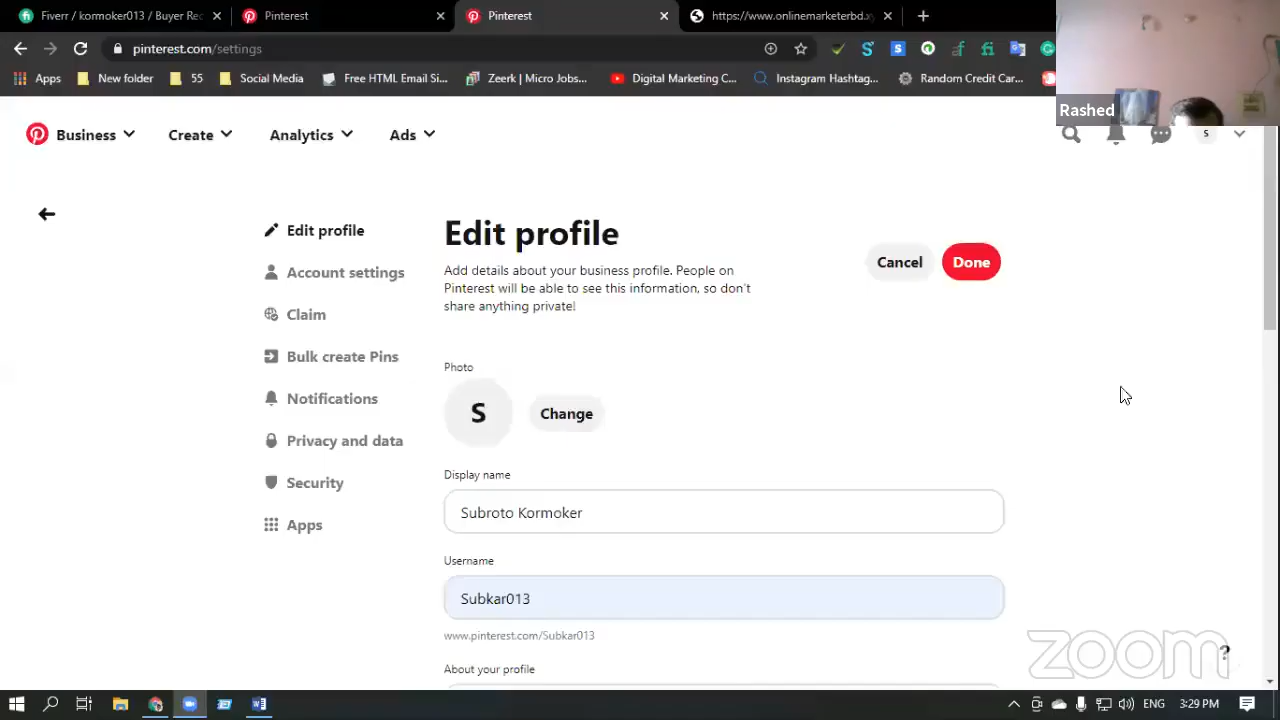 Fiverr / kormoker013 / Buyer Rec
Pinterest
Pinterest
https://www.onlinemarketerbd.xy
pinterest.com/settings
Apps
New folder
55
Social Media
Free HTML Email Si...
Zeerk | Micro Jobs...
Digital Marketing C...
Instagram Hashtag...
Random Credit Car...
Rashed
Business
Create
Analytics
Ads
S
Edit profile
Account settings
Claim
Bulk create Pins
Notifications
Privacy and data
Security
Apps
Edit profile
Add details about your business profile. People on
Pinterest will be able to see this information, so don't
share anything private!
Cancel
Done
Photo
S
Change
Display name
Subroto Kormoker
Username
Subkar013
www.pinterest.com/Subkar013
About your profile
zoom
?
ENG
3:29 PM